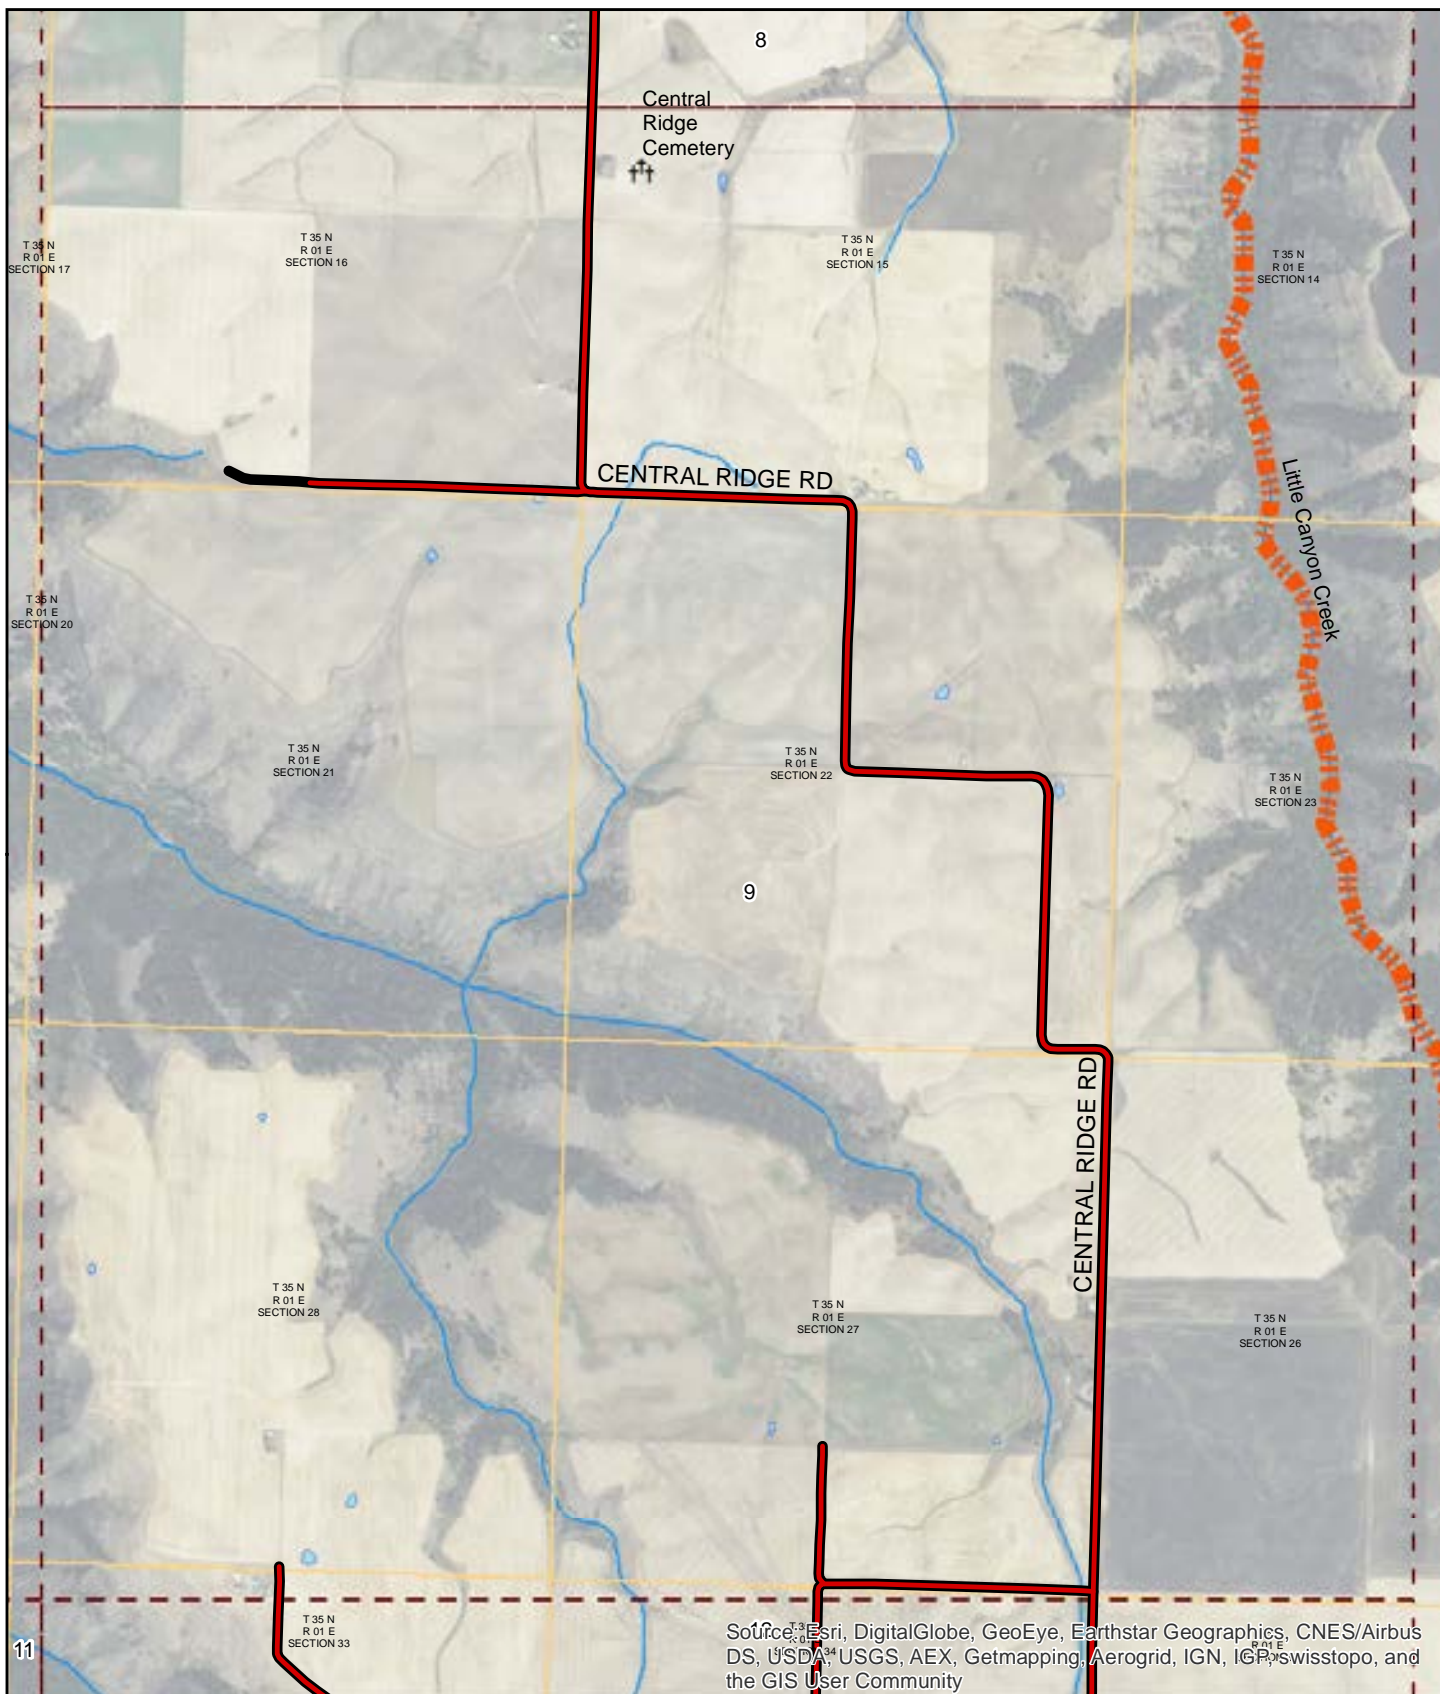 8
Central
Ridge
Cemetery
T 35 N
R 01 E
SECTION 17
T 35 N
R 01 E
SECTION 16
T 35 N
R 01 E
SECTION 15
T 35 N
R 01 E
SECTION 14
CENTRAL RIDGE RD
Little Canyon Creek
T 35 N
R 01 E
SECTION 20
T 35 N
R 01 E
SECTION 21
T 35 N
R 01 E
SECTION 22
T 35 N
R 01 E
SECTION 23
9
CENTRAL RIDGE RD
T 35 N
R 01 E
SECTION 28
T 35 N
R 01 E
SECTION 27
T 35 N
R 01 E
SECTION 26
T 35 N
R 01 E
SECTION 33
11
Source: Esri, DigitalGlobe, GeoEye, Earthstar Geographics, CNES/Airbus
DS, USDA, USGS, AEX, Getmapping, Aerogrid, IGN, IGP, swisstopo, and
the GIS User Community